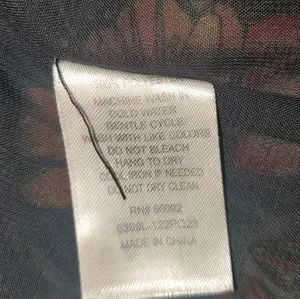 MACHINE WASH IN
COLD WATER
GENTLE CYCLE
WASH WITH LIKE COLORS
DO NOT BLEACH
HANG TO DRY
COOL IRON IF NEEDED
DO NOT DRY CLEAN
RN#
MADE IN CHINA